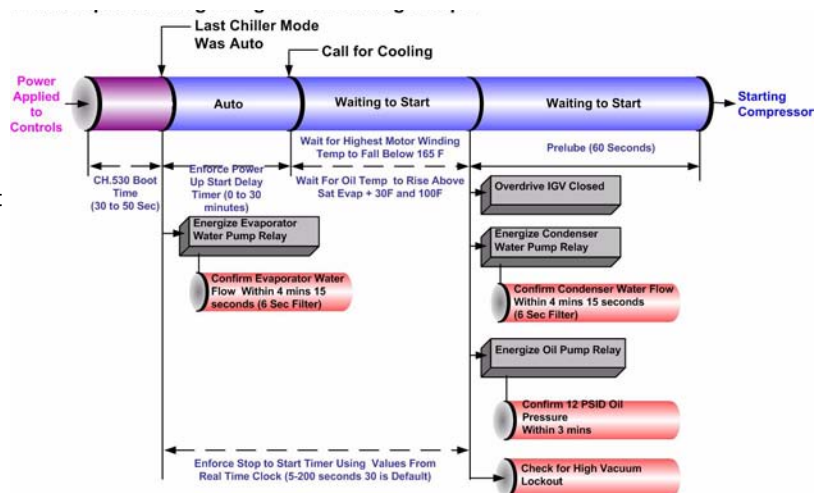 Last Chiller Mode
Was Auto
Call for Cooling
Power
Applied
to
Controls
Auto
Waiting to Start
Waiting to Start
Starting
Compressor
CH.530 Boot
Time
(30 to 50 Sec)
Enforce Power
Up Start Delay
Timer (0 to 30
minutes)
Wait for Highest Motor Winding
Temp to Fall Below 165 F
Wait For Oil Temp to Rise Above
Sat Evap + 30F and 100F
Prelube (60 Seconds)
Overdrive IGV Closed
Energize Evaporator
Water Pump Relay
Energize Condenser
Water Pump Relay
Confirm Evaporator Water
Flow Within 4 mins 15
seconds (6 Sec Filter)
Confirm Condenser Water Flow
Within 4 mins 15 seconds
(6 Sec Filter)
Energize Oil Pump Relay
Confirm 12 PSID Oil
Pressure
Within 3 mins
Enforce Stop to Start Timer Using Values From
Real Time Clock (5-200 seconds 30 is Default)
Check for High Vacuum
Lockout